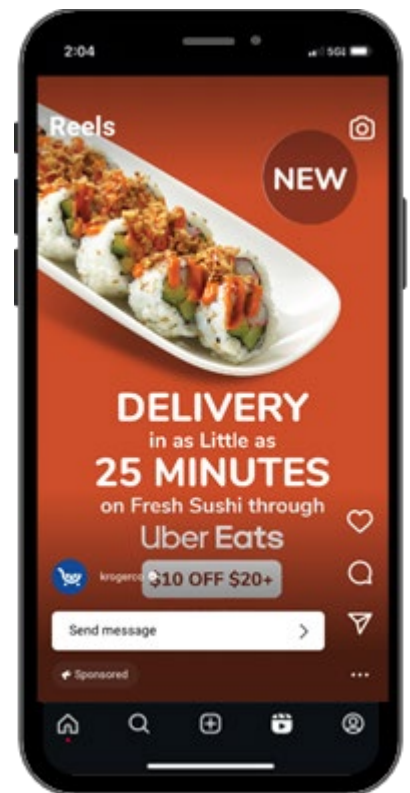 2:04
5G
Reels
NEW
DELIVERY
in as Little as
25 MINUTES
on Fresh Sushi through
Uber Eats
krogerco
$10 OFF $20+
Send message
Sponsored